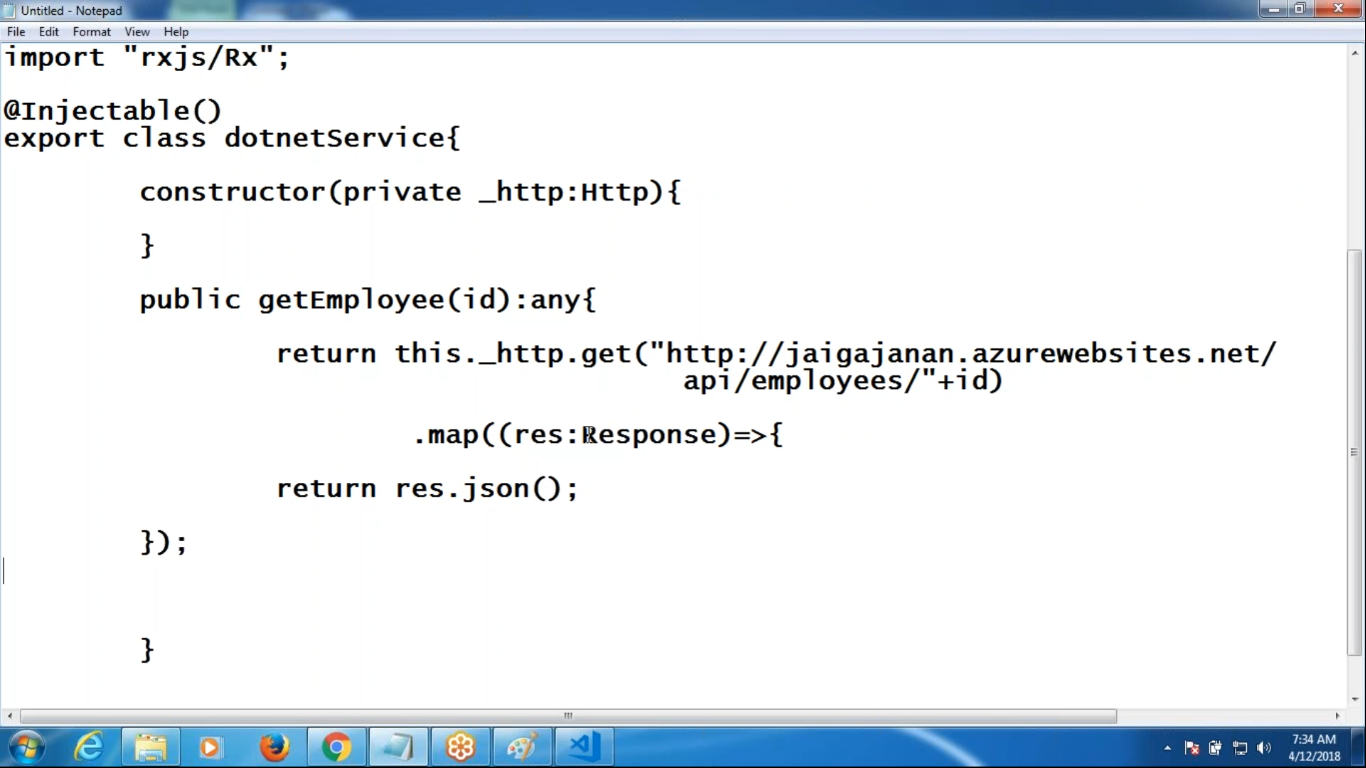 Untitled - Notepad
File Edit Format View Help
import "rxjs/Rx";
@Injectable()
export class dotnetService{
constructor(private _http:Http){
}
public getEmployee(id):any{
return this._http.get("http://jaigajanan.azurewebsites.net/
api/employees/"+id)
.map((res:Response)=>{
return res.json();
});
}
7:34 AM
4/12/2018